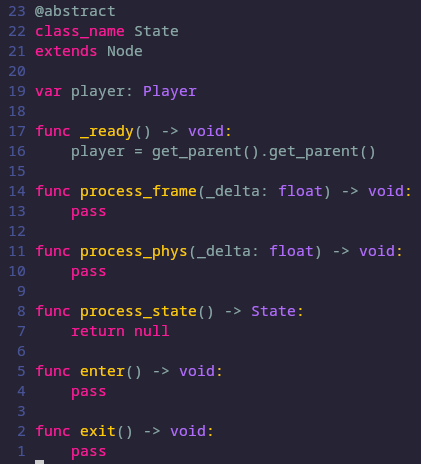 23 @abstract
22 class_name State
21 extends Node
20
19 var player: Player
18
17 func _ready() -> void:
16     player = get_parent().get_parent()
15
14 func process_frame(_delta: float) -> void:
13     pass
12
11 func process_phys(_delta: float) -> void:
10     pass
9
8 func process_state() -> State:
7     return null
6
5 func enter() -> void:
4     pass
3
2 func exit() -> void:
1     pass